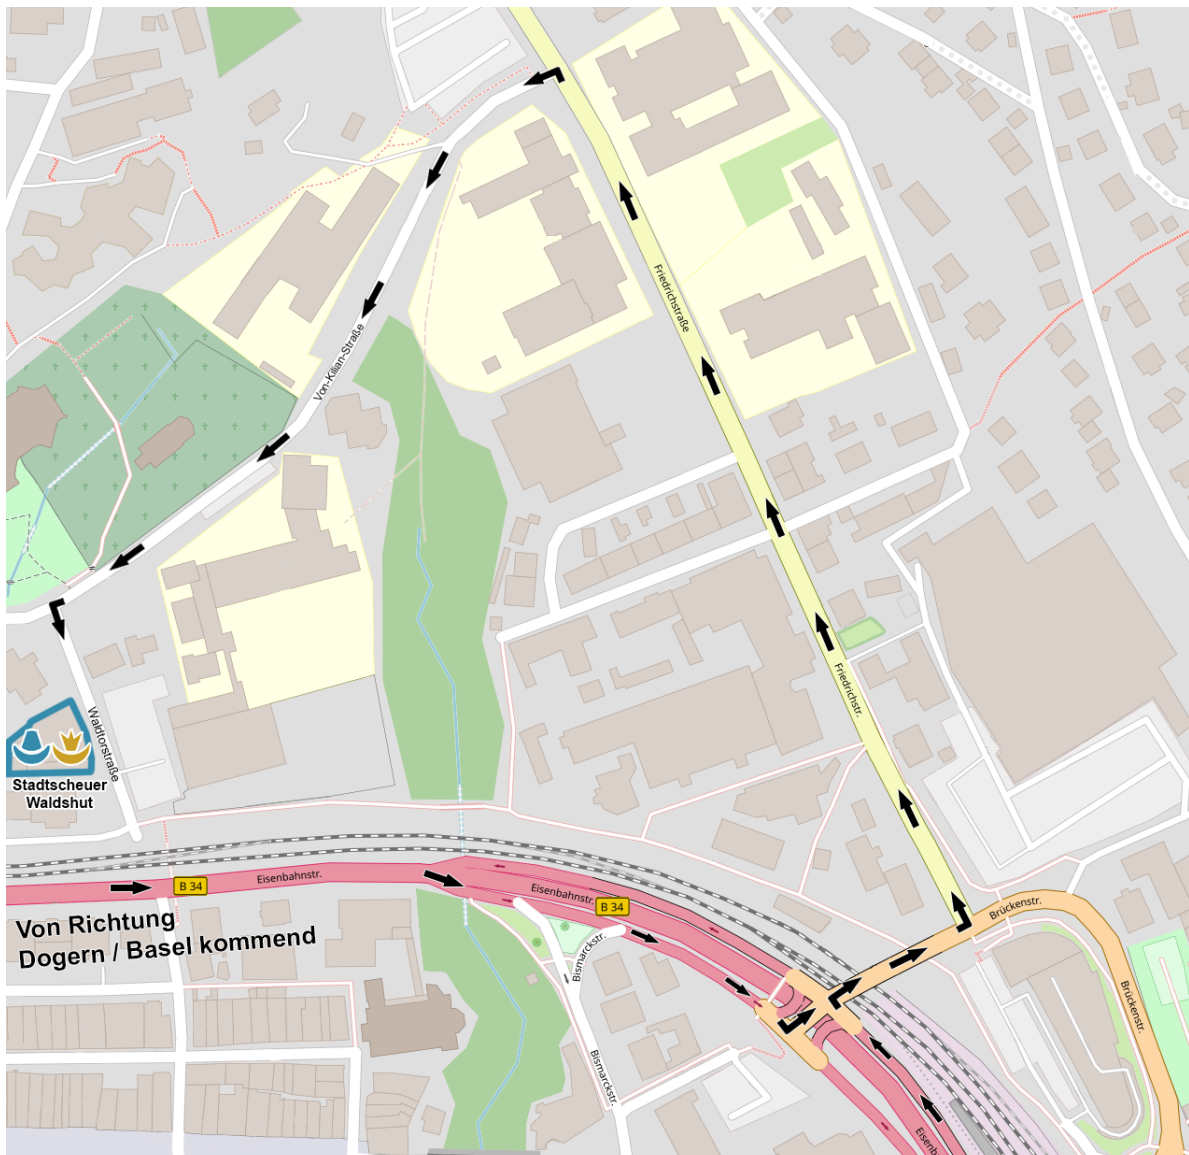 Friedrichstraße
Von-Kilian-Straße
Friedrichstr.
Waldtorstraße
Stadtscheuer
Waldshut
B 34
Eisenbahnstr.
Eisenbahnstr.
B 34
Brückenstr.
Von Richtung
Dogern / Basel kommend
Bismarckstr.
Brückenstr.
Bismarckstr.
Eisenb